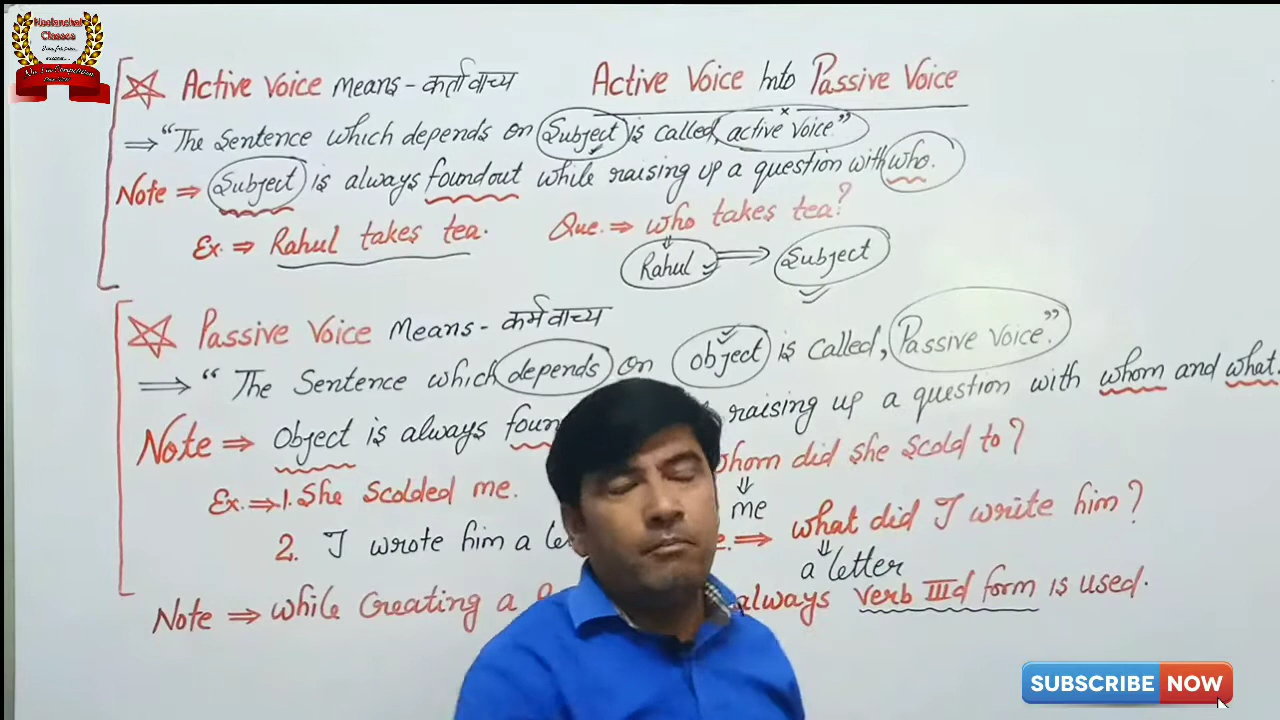 Neelanchal
Classes
Active Voice Into Passive Voice
Active Voice Means - कर्तावाच्य
⇒ "The Sentence which depends on Subject is called, active Voice"
Note ⇒ Subject is always found out while raising up a question with who.
Ex. ⇒ Rahul takes tea. Que. ⇒ who takes tea?
Rahul ⇒ Subject
Passive Voice Means - कर्मवाच्य
⇒ "The Sentence which depends on object is called, Passive Voice."
Note ⇒ Object is always foun raising up a question with whom and what.
Ex. ⇒ 1. She Scolded me. whom did she Scold to?
me
2. I wrote him a le ⇒ what did I write him?
a letter
Note ⇒ while Creating a always verb IIId form is used.
SUBSCRIBE NOW